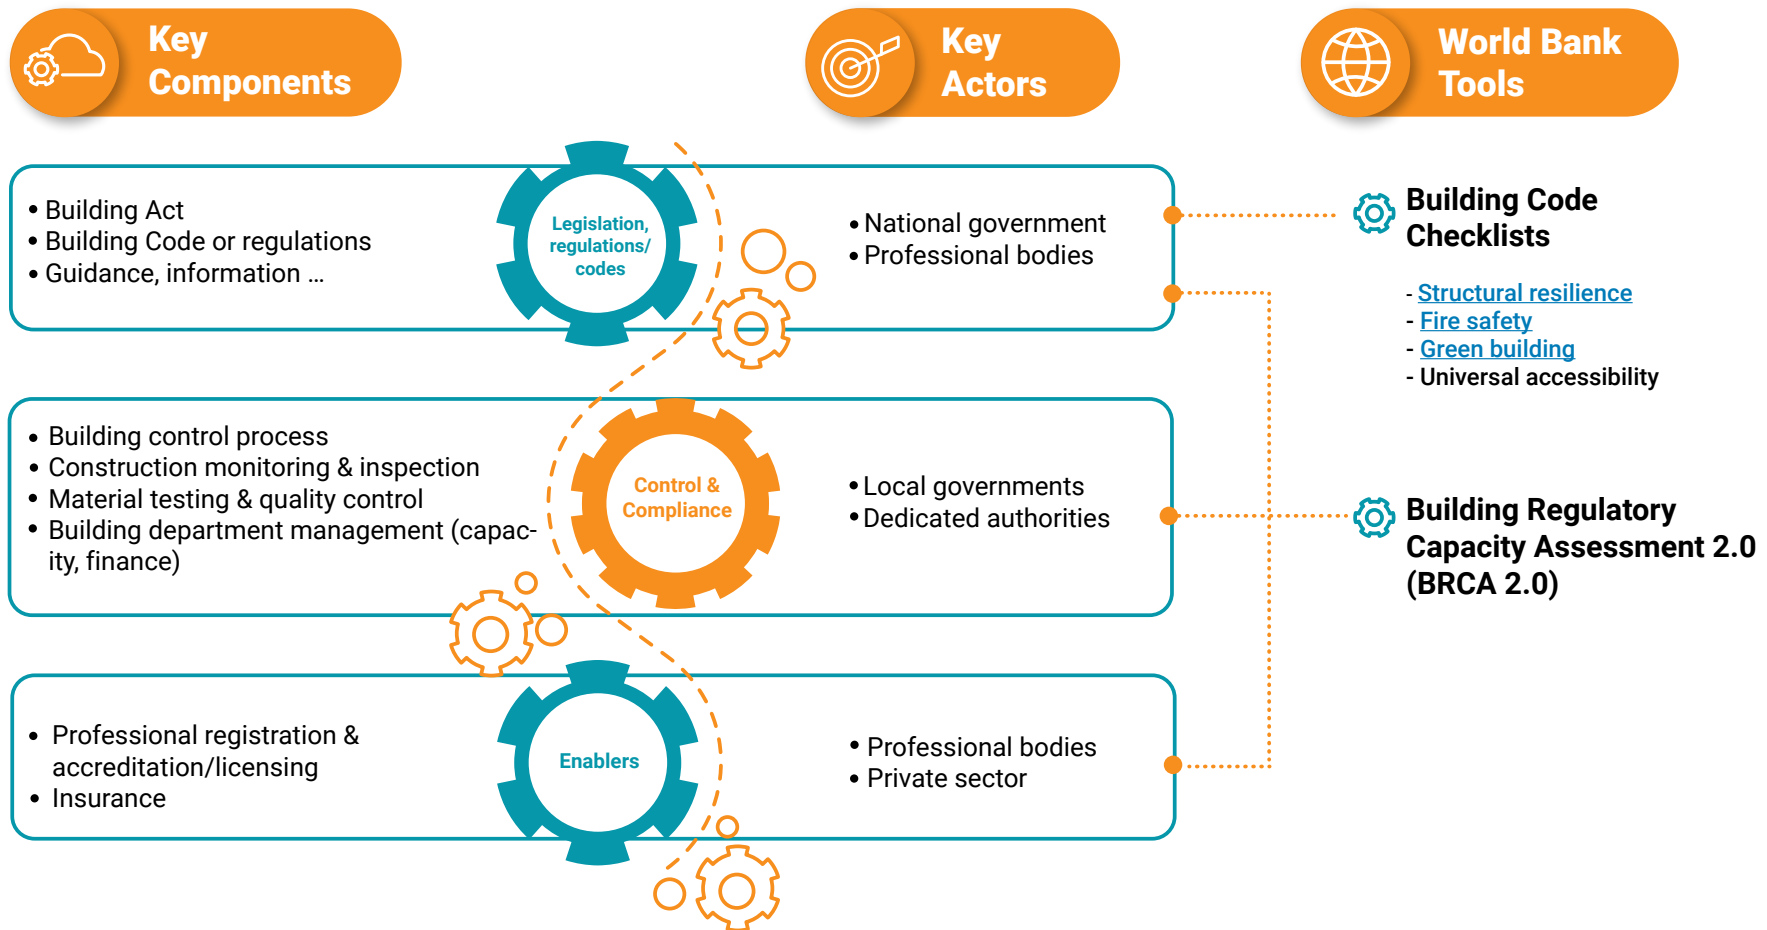 Key
Components
Key
Actors
World Bank
Tools
• Building Act
• Building Code or regulations
• Guidance, information ...
Legislation,
regulations/
codes
• National government
• Professional bodies
Building Code
Checklists
- Structural resilience
- Fire safety
- Green building
- Universal accessibility
• Building control process
• Construction monitoring & inspection
• Material testing & quality control
• Building department management (capac-
ity, finance)
Control &
Compliance
• Local governments
• Dedicated authorities
Building Regulatory
Capacity Assessment 2.0
(BRCA 2.0)
• Professional registration &
accreditation/licensing
• Insurance
Enablers
• Professional bodies
• Private sector